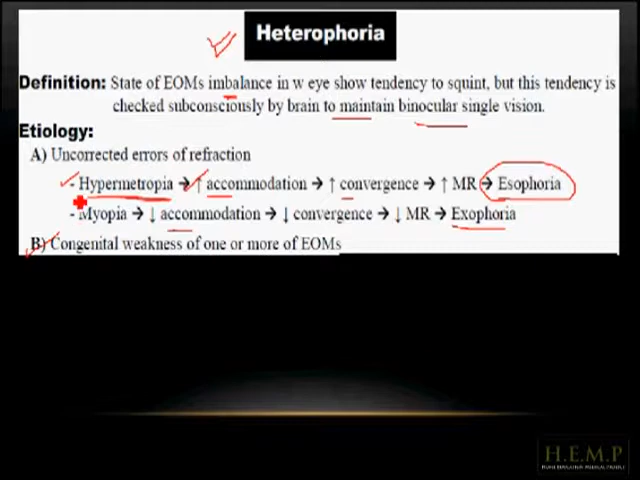 Heterophoria
Definition: State of EOMs imbalance in w eye show tendency to squint, but this tendency is
checked subconsciously by brain to maintain binocular single vision.
Etiology:
A) Uncorrected errors of refraction
- Hypermetropia → ↑ accommodation → ↑ convergence → ↑ MR → Esophoria
- Myopia → ↓ accommodation → ↓ convergence → ↓ MR → Exophoria
B) Congenital weakness of one or more of EOMs
H.E.M.P